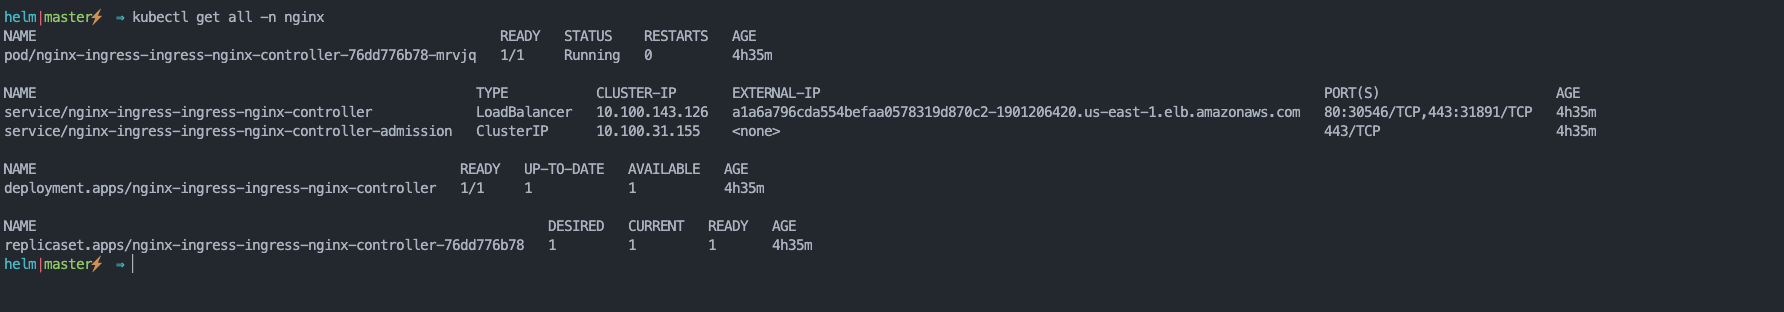 helm|master⚡ ⇒ kubectl get all -n nginx
NAME READY STATUS RESTARTS AGE
pod/nginx-ingress-ingress-nginx-controller-76dd776b78-mrvjq 1/1 Running 0 4h35m
NAME TYPE CLUSTER-IP EXTERNAL-IP PORT(S) AGE
service/nginx-ingress-ingress-nginx-controller LoadBalancer 10.100.143.126 a1a6a796cda554befaa0578319d870c2-1901206420.us-east-1.elb.amazonaws.com 80:30546/TCP,443:31891/TCP 4h35m
service/nginx-ingress-ingress-nginx-controller-admission ClusterIP 10.100.31.155 <none> 443/TCP 4h35m
NAME READY UP-TO-DATE AVAILABLE AGE
deployment.apps/nginx-ingress-ingress-nginx-controller 1/1 1 1 4h35m
NAME DESIRED CURRENT READY AGE
replicaset.apps/nginx-ingress-ingress-nginx-controller-76dd776b78 1 1 1 4h35m
helm|master⚡ ⇒